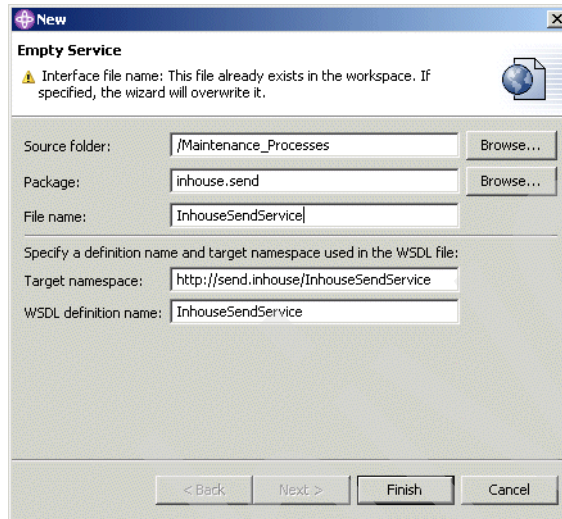 New
Empty Service
Interface file name: This file already exists in the workspace. If
specified, the wizard will overwrite it.
Source folder: /Maintenance_Processes Browse...
Package: inhouse.send Browse...
File name: InhouseSendService
Specify a definition name and target namespace used in the WSDL file:
Target namespace: http://send.inhouse/InhouseSendService
WSDL definition name: InhouseSendService
< Back Next > Finish Cancel